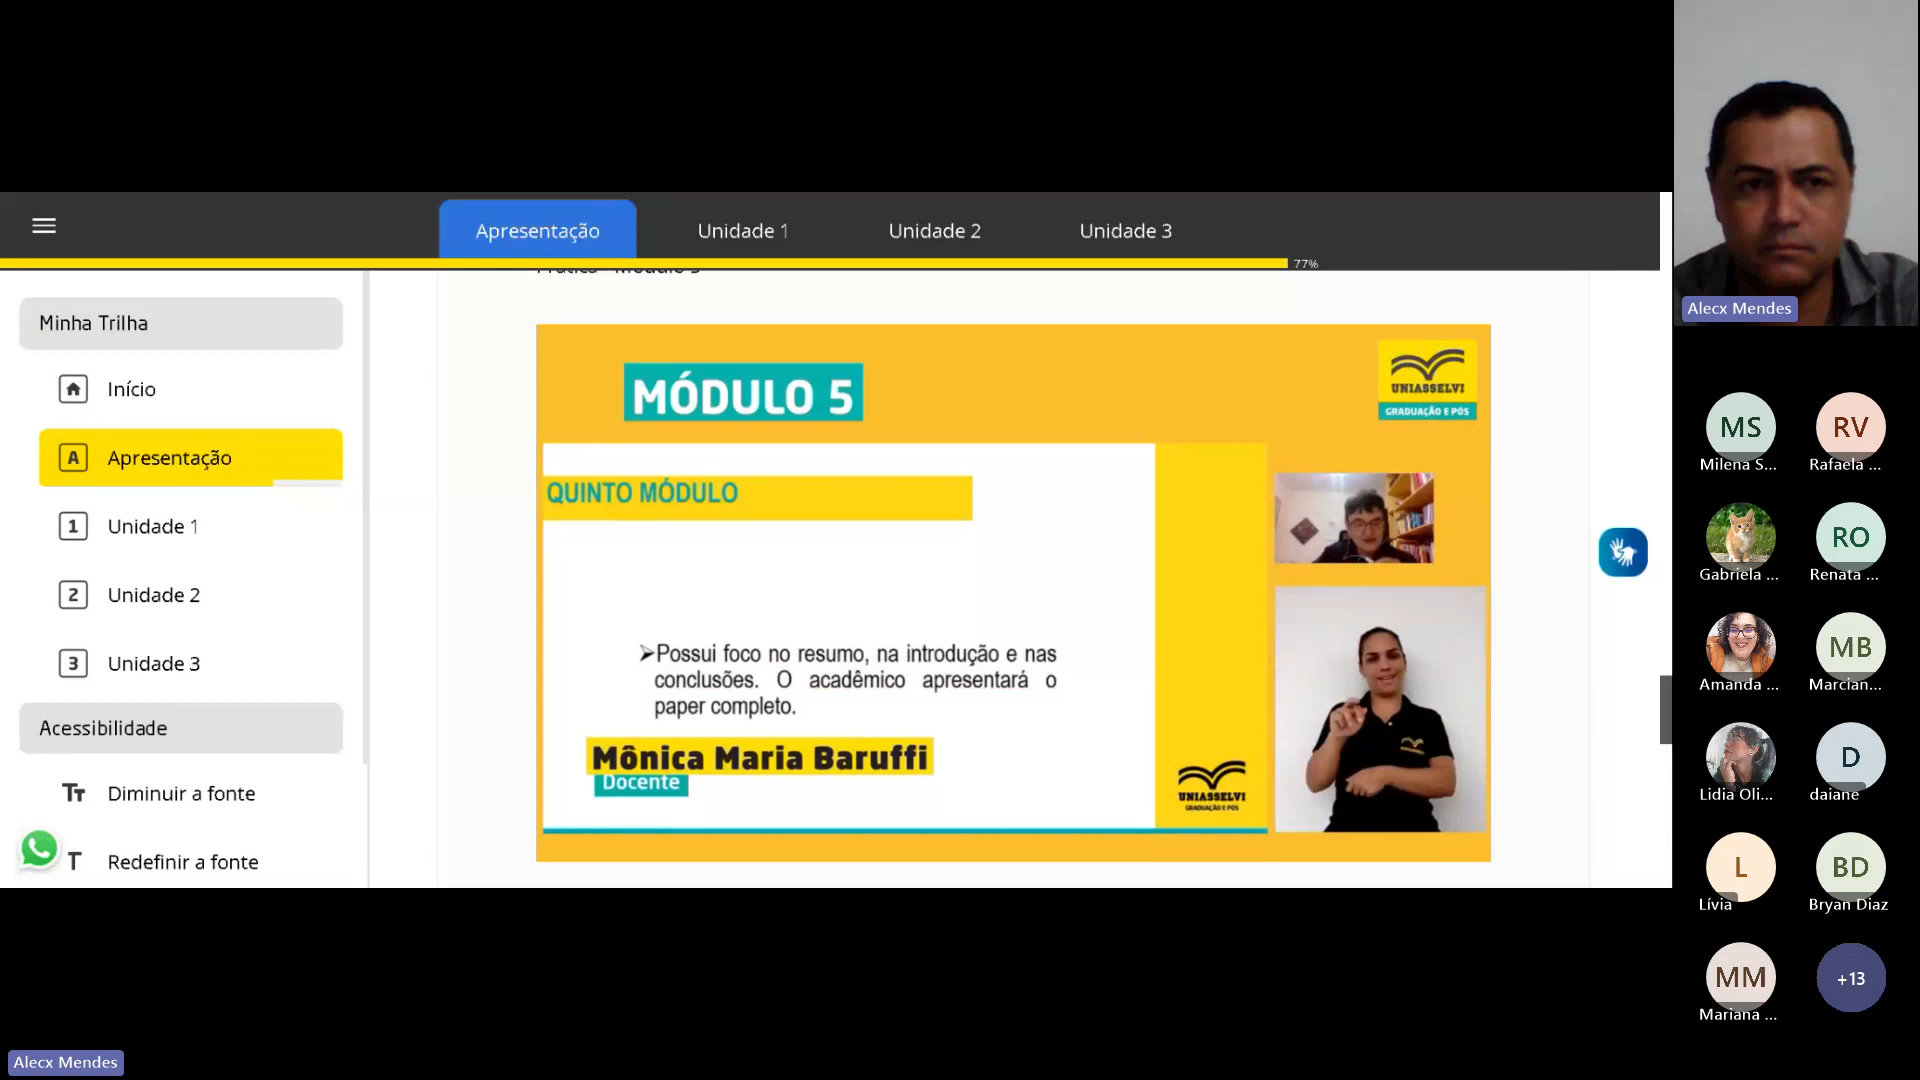 Apresentação
Unidade 1
Unidade 2
Unidade 3
77%
Minha Trilha
Início
A
Apresentação
1
Unidade 1
2
Unidade 2
3
Unidade 3
Acessibilidade
TT
Diminuir a fonte
T
Redefinir a fonte
MÓDULO 5
UNIASSELVI
GRADUAÇÃO E PÓS
QUINTO MÓDULO
➢Possui foco no resumo, na introdução e nas
conclusões. O acadêmico apresentará o
paper completo.
Mônica Maria Baruffi
Docente
UNIASSELVI
GRADUAÇÃO E PÓS
Alecx Mendes
MS
Milena S...
RV
Rafaela ...
Gabriela ...
RO
Renata ...
Amanda ...
MB
Marcian...
Lidia Oli...
D
daiane
L
Lívia
BD
Bryan Diaz
MM
Mariana ...
+13
Alecx Mendes